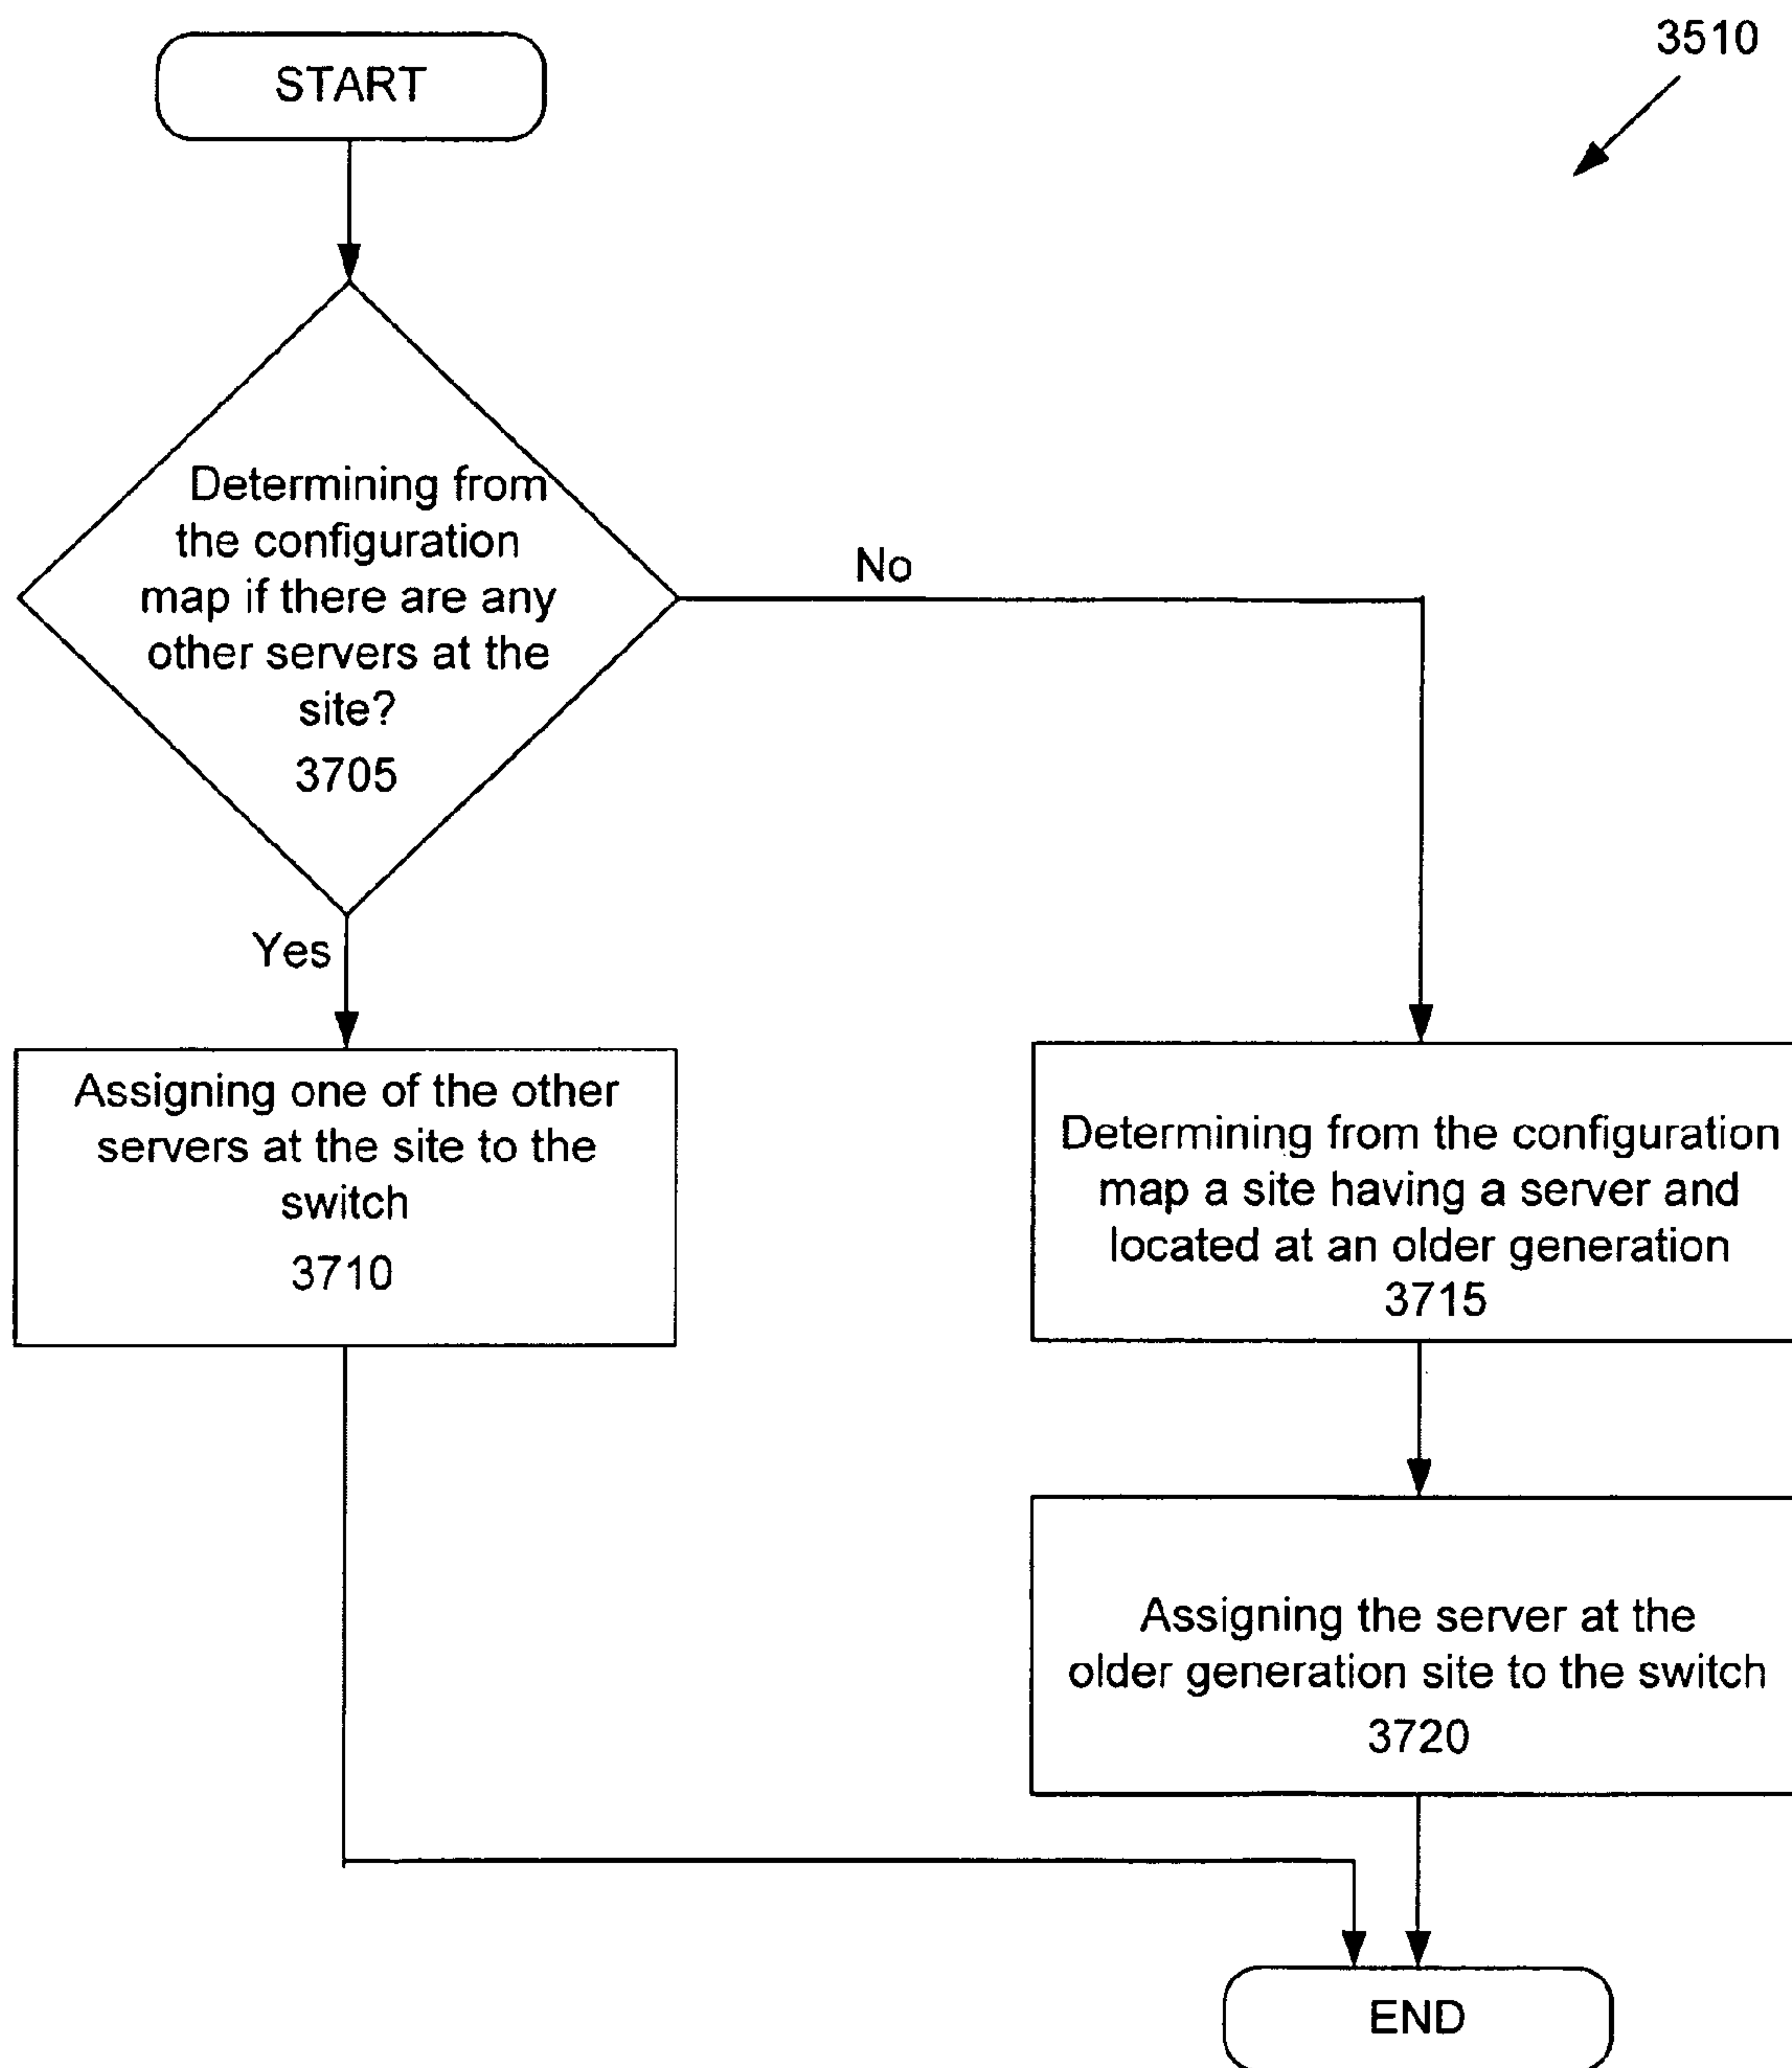 3510
START
Determining from
the configuration
map if there are any
other servers at the
site?
3705
No
Yes
Assigning one of the other
servers at the site to the
switch
3710
Determining from the configuration
map a site having a server and
located at an older generation
3715
Assigning the server at the
older generation site to the switch
3720
END